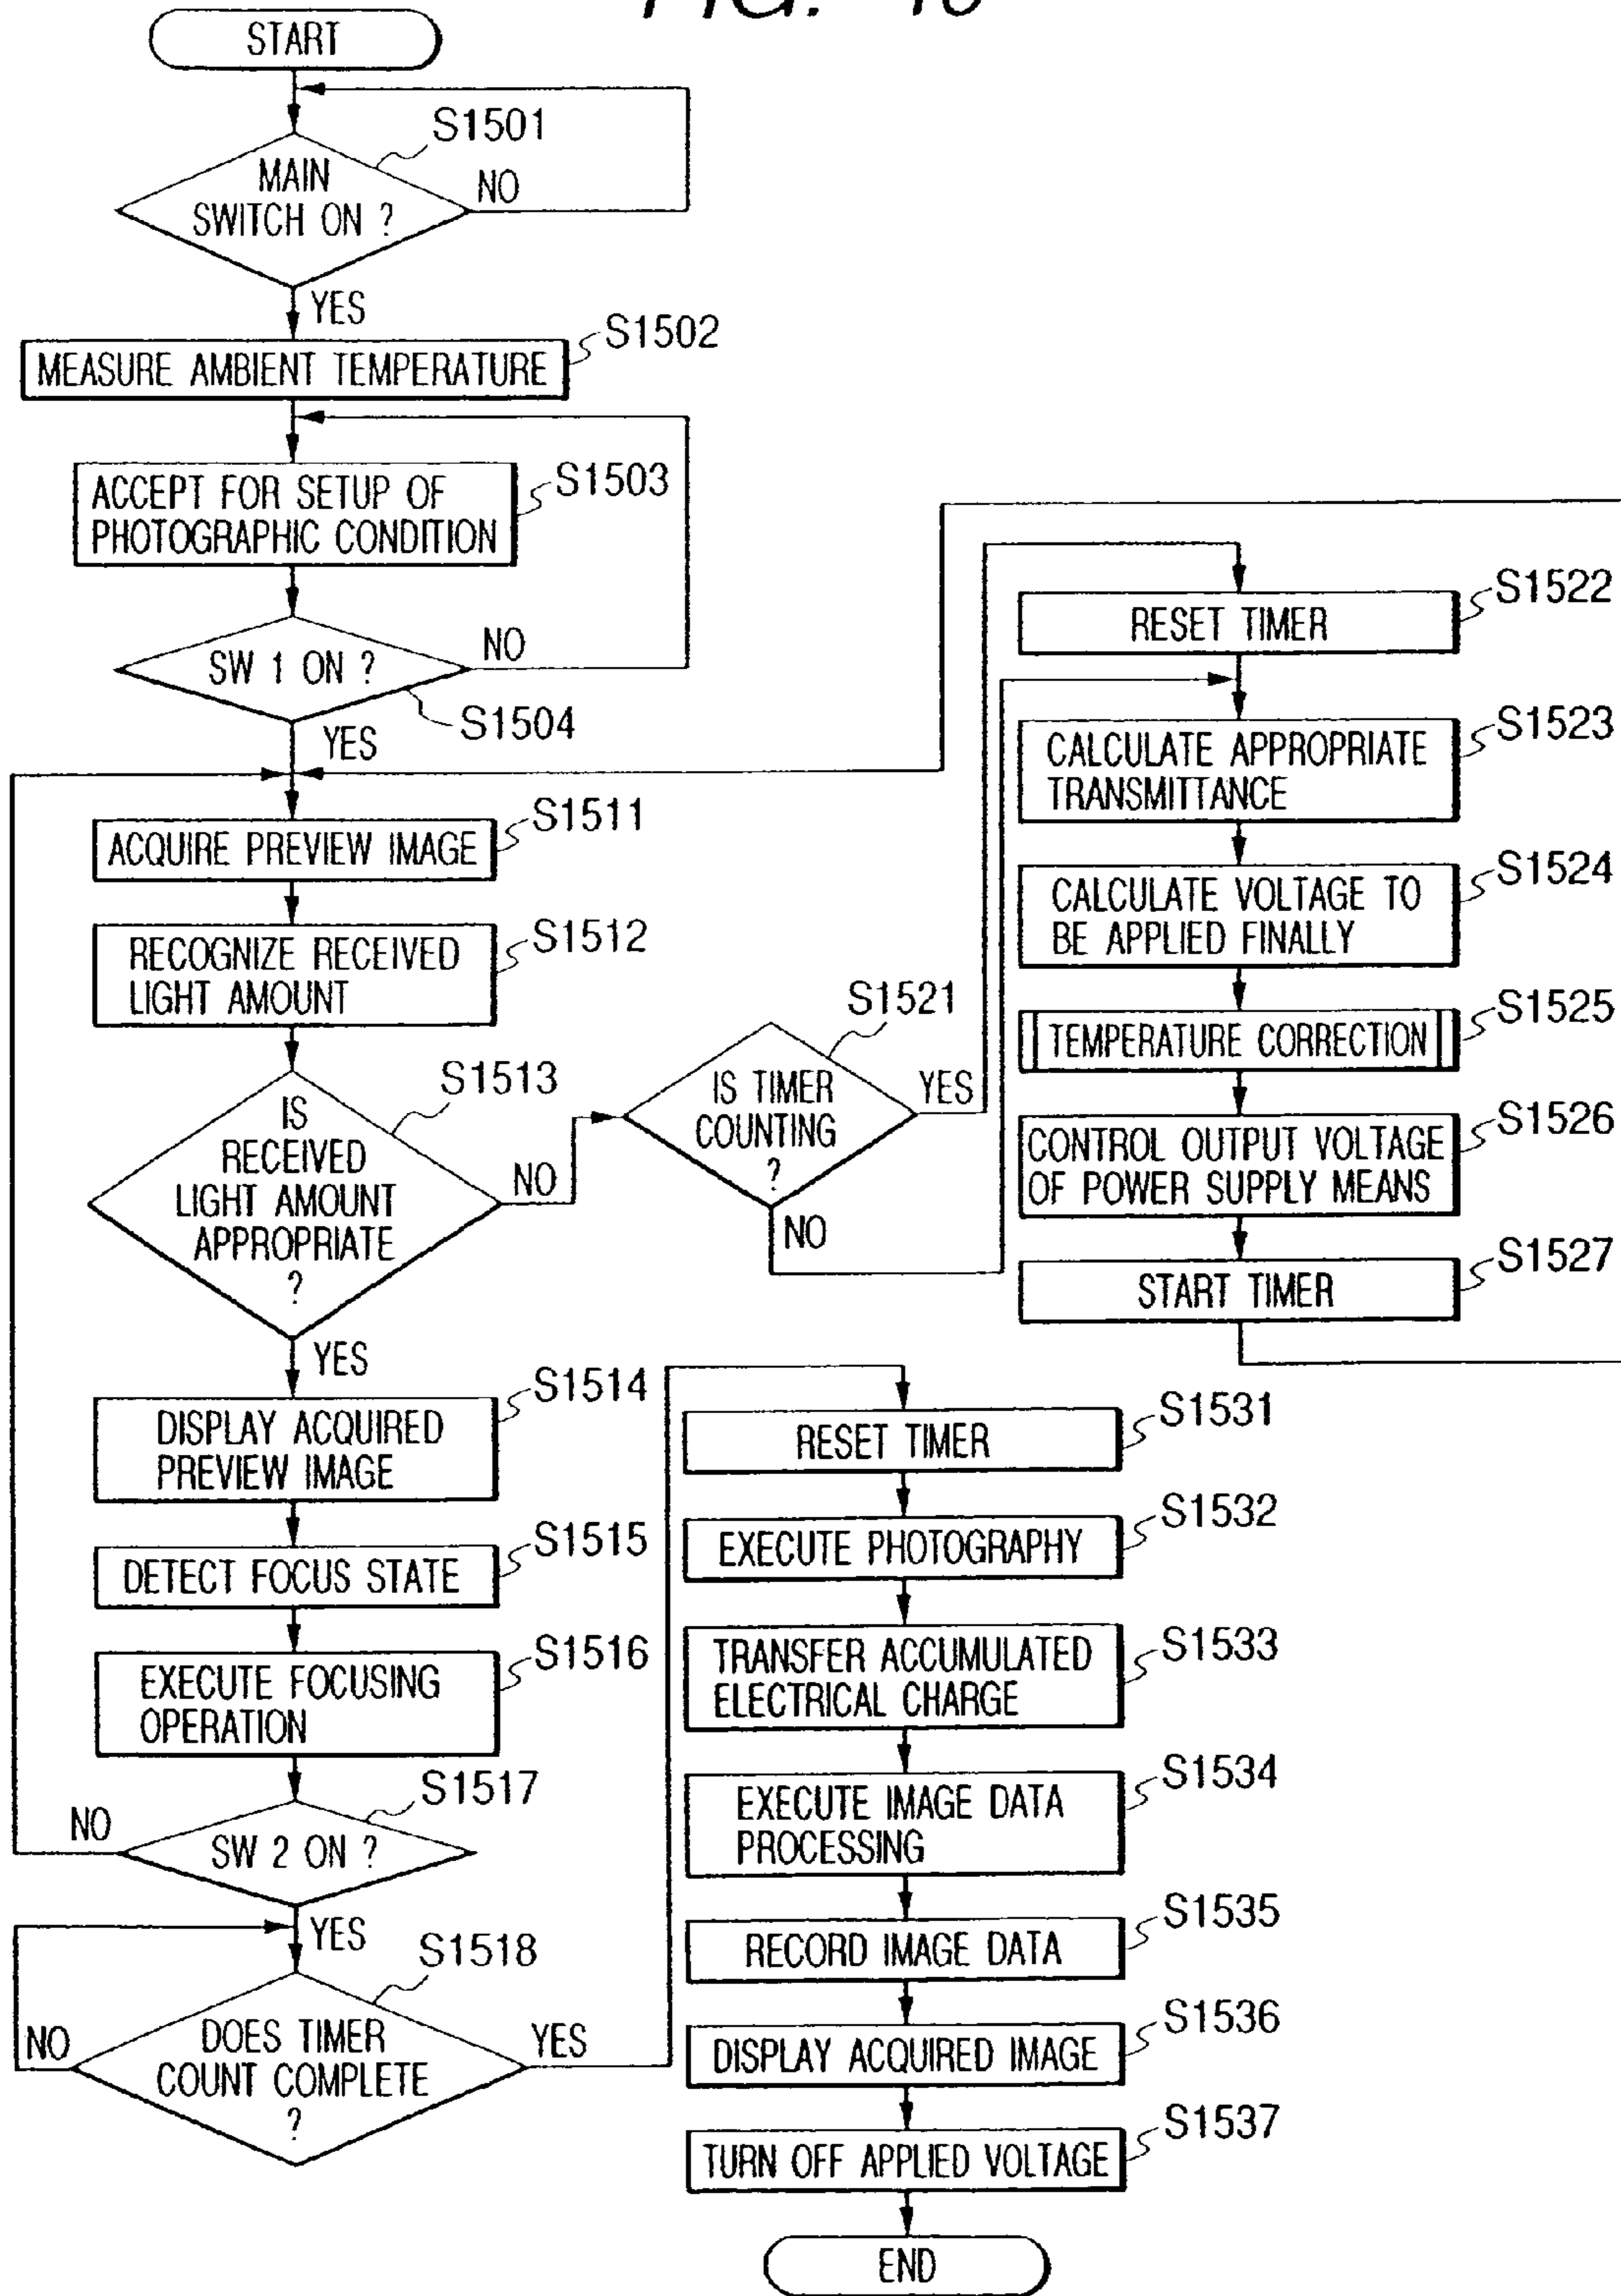 FIG.
START
S1501
MAIN
SWITCH ON ?
NO
YES
S1502
MEASURE AMBIENT TEMPERATURE
S1503
ACCEPT FOR SETUP OF
PHOTOGRAPHIC CONDITION
SW 1 ON ?
NO
S1504
YES
S1511
ACQUIRE PREVIEW IMAGE
S1512
RECOGNIZE RECEIVED
LIGHT AMOUNT
S1513
IS
RECEIVED
LIGHT AMOUNT
APPROPRIATE
?
NO
YES
S1514
DISPLAY ACQUIRED
PREVIEW IMAGE
S1515
DETECT FOCUS STATE
S1516
EXECUTE FOCUSING
OPERATION
S1517
NO
SW 2 ON ?
YES
S1518
NO
DOES TIMER
COUNT COMPLETE
?
YES
S1521
IS TIMER
COUNTING
?
YES
NO
S1522
RESET TIMER
S1523
CALCULATE APPROPRIATE
TRANSMITTANCE
S1524
CALCULATE VOLTAGE TO
BE APPLIED FINALLY
S1525
TEMPERATURE CORRECTION
S1526
CONTROL OUTPUT VOLTAGE
OF POWER SUPPLY MEANS
S1527
START TIMER
S1531
RESET TIMER
S1532
EXECUTE PHOTOGRAPHY
S1533
TRANSFER ACCUMULATED
ELECTRICAL CHARGE
S1534
EXECUTE IMAGE DATA
PROCESSING
S1535
RECORD IMAGE DATA
S1536
DISPLAY ACQUIRED IMAGE
S1537
TURN OFF APPLIED VOLTAGE
END